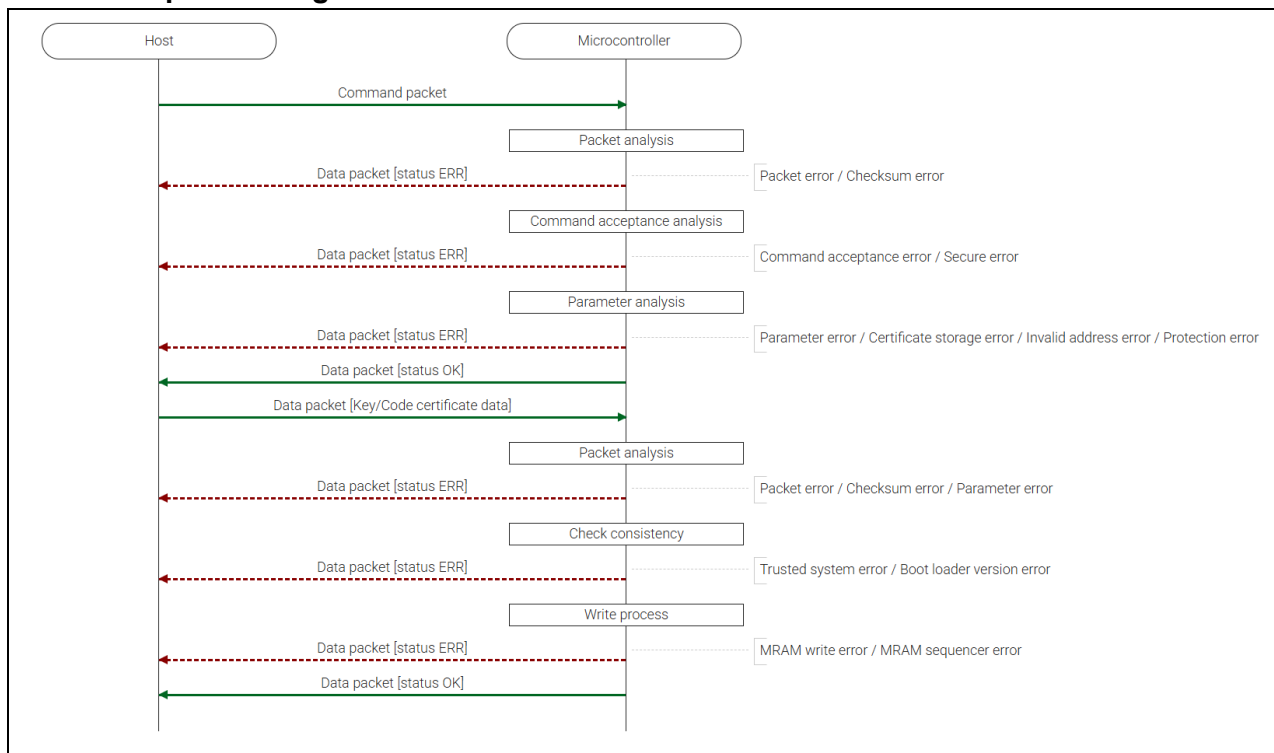 Host
Microcontroller
Command packet
Packet analysis
Data packet [status ERR]
Packet error / Checksum error
Command acceptance analysis
Data packet [status ERR]
Command acceptance error / Secure error
Parameter analysis
Data packet [status ERR]
Parameter error / Certificate storage error / Invalid address error / Protection error
Data packet [status OK]
Data packet [Key/Code certificate data]
Packet analysis
Data packet [status ERR]
Packet error / Checksum error / Parameter error
Check consistency
Data packet [status ERR]
Trusted system error / Boot loader version error
Write process
Data packet [status ERR]
MRAM write error / MRAM sequencer error
Data packet [status OK]